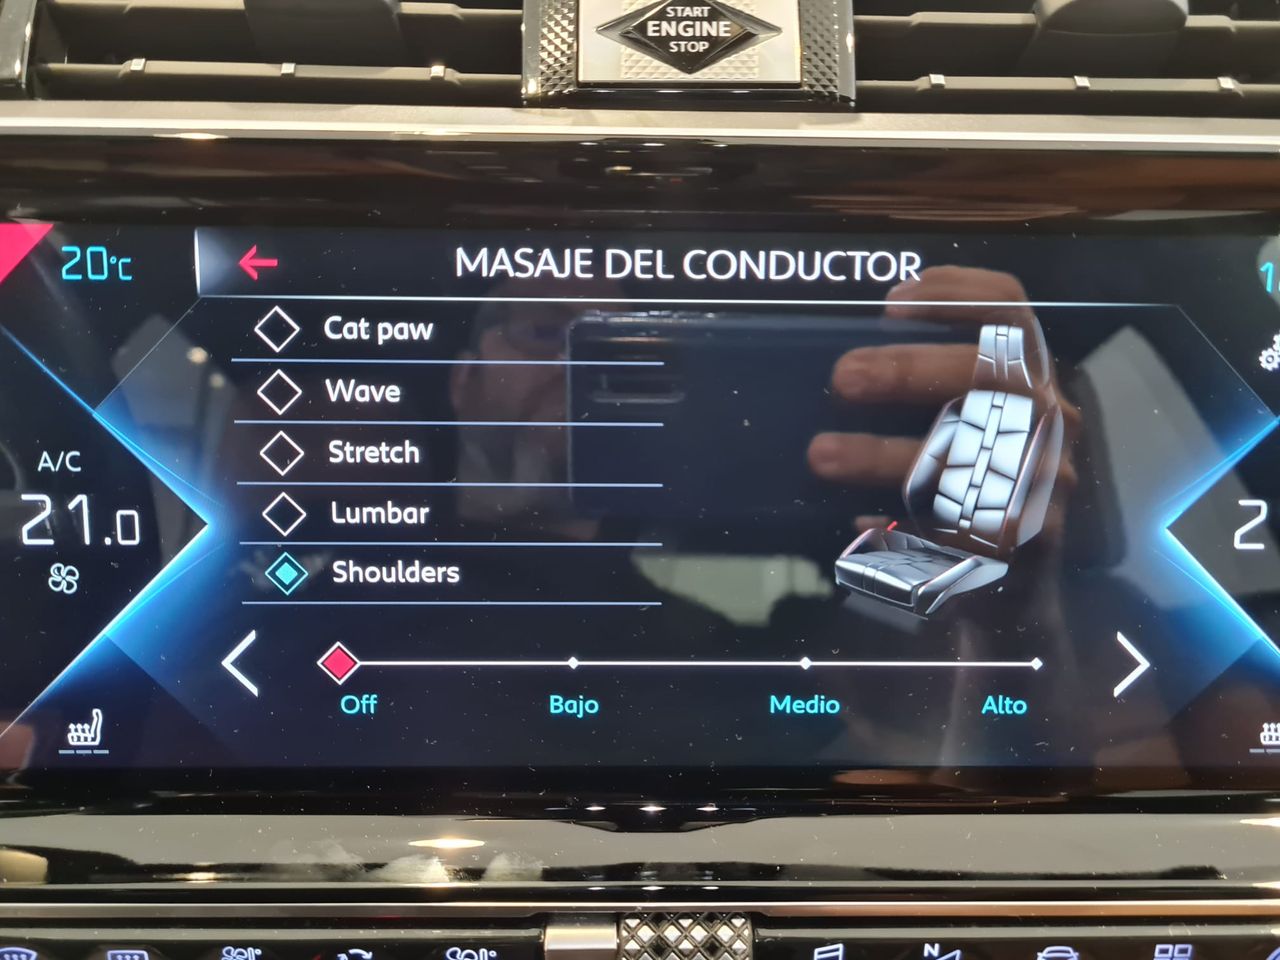 START
ENGINE
STOP
20°C
MASAJE DEL CONDUCTOR
Cat paw
Wave
Stretch
Lumbar
Shoulders
A/C
21.0
2
Off
Bajo
Medio
Alto
N